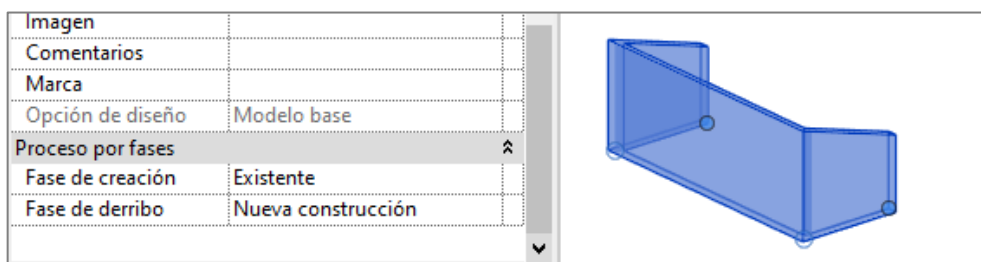 Imagen
Comentarios
Marca
Opción de diseño Modelo base
Proceso por fases
Fase de creación Existente
Fase de derribo Nueva construcción